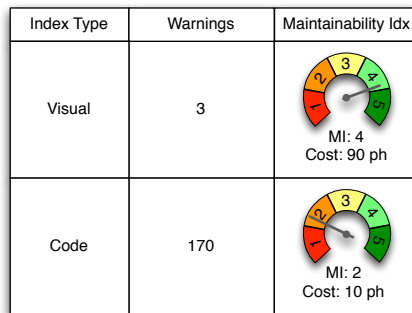 Index Type Warnings Maintainability Idx
1 2 3 4 5
Visual 3
MI: 4
Cost: 90 ph
1 2 3 4 5
Code 170
MI: 2
Cost: 10 ph